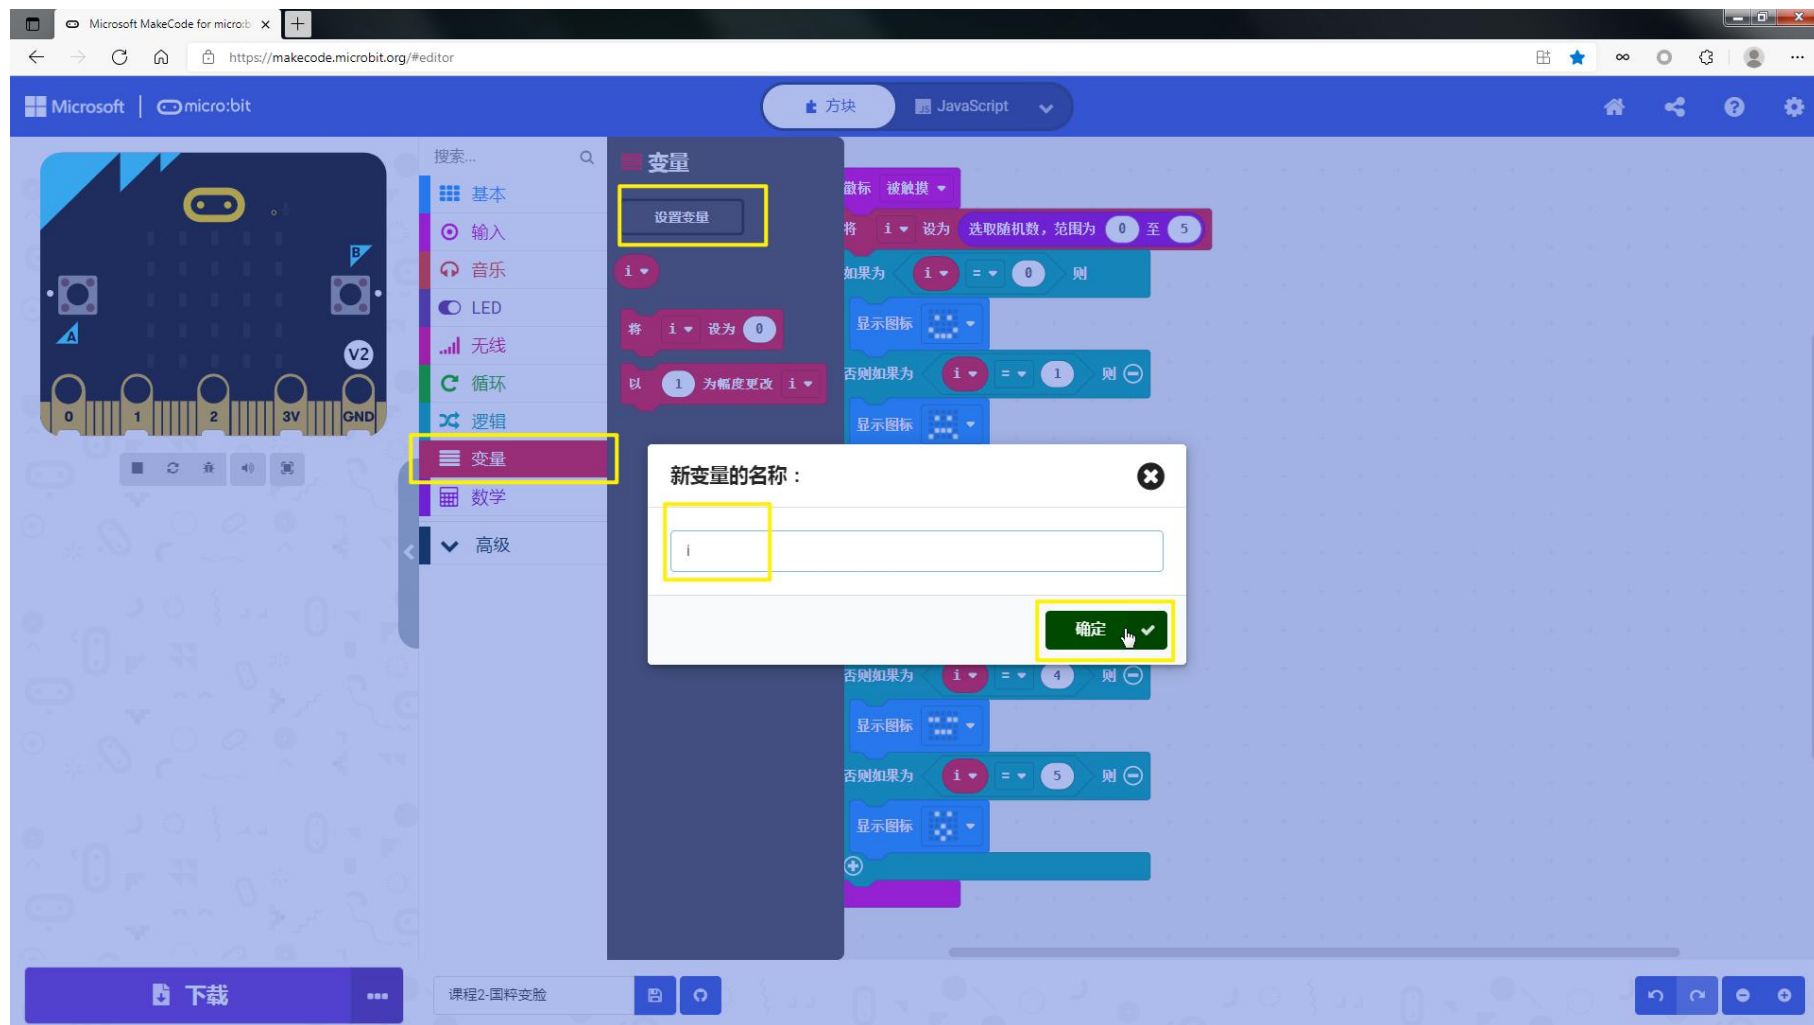 Microsoft MakeCode for micro:b
https://makecode.microbit.org/#editor
Microsoft | micro:bit
方块
JS JavaScript
搜索...
基本
输入
音乐
LED
无线
循环
逻辑
变量
数学
高级
变量
设置变量
i
将 i 设为 0
以 1 为幅度更改 i
徽标 被触摸
将 i 设为 选取随机数，范围为 0 至 5
如果为 i = 0 则
显示图标
否则如果为 i = 1 则
显示图标
新变量的名称：
i
确定
否则如果为 i = 4 则
显示图标
否则如果为 i = 5 则
显示图标
B
A
V2
0 1 2 3V GND
下载
课程2-国粹变脸